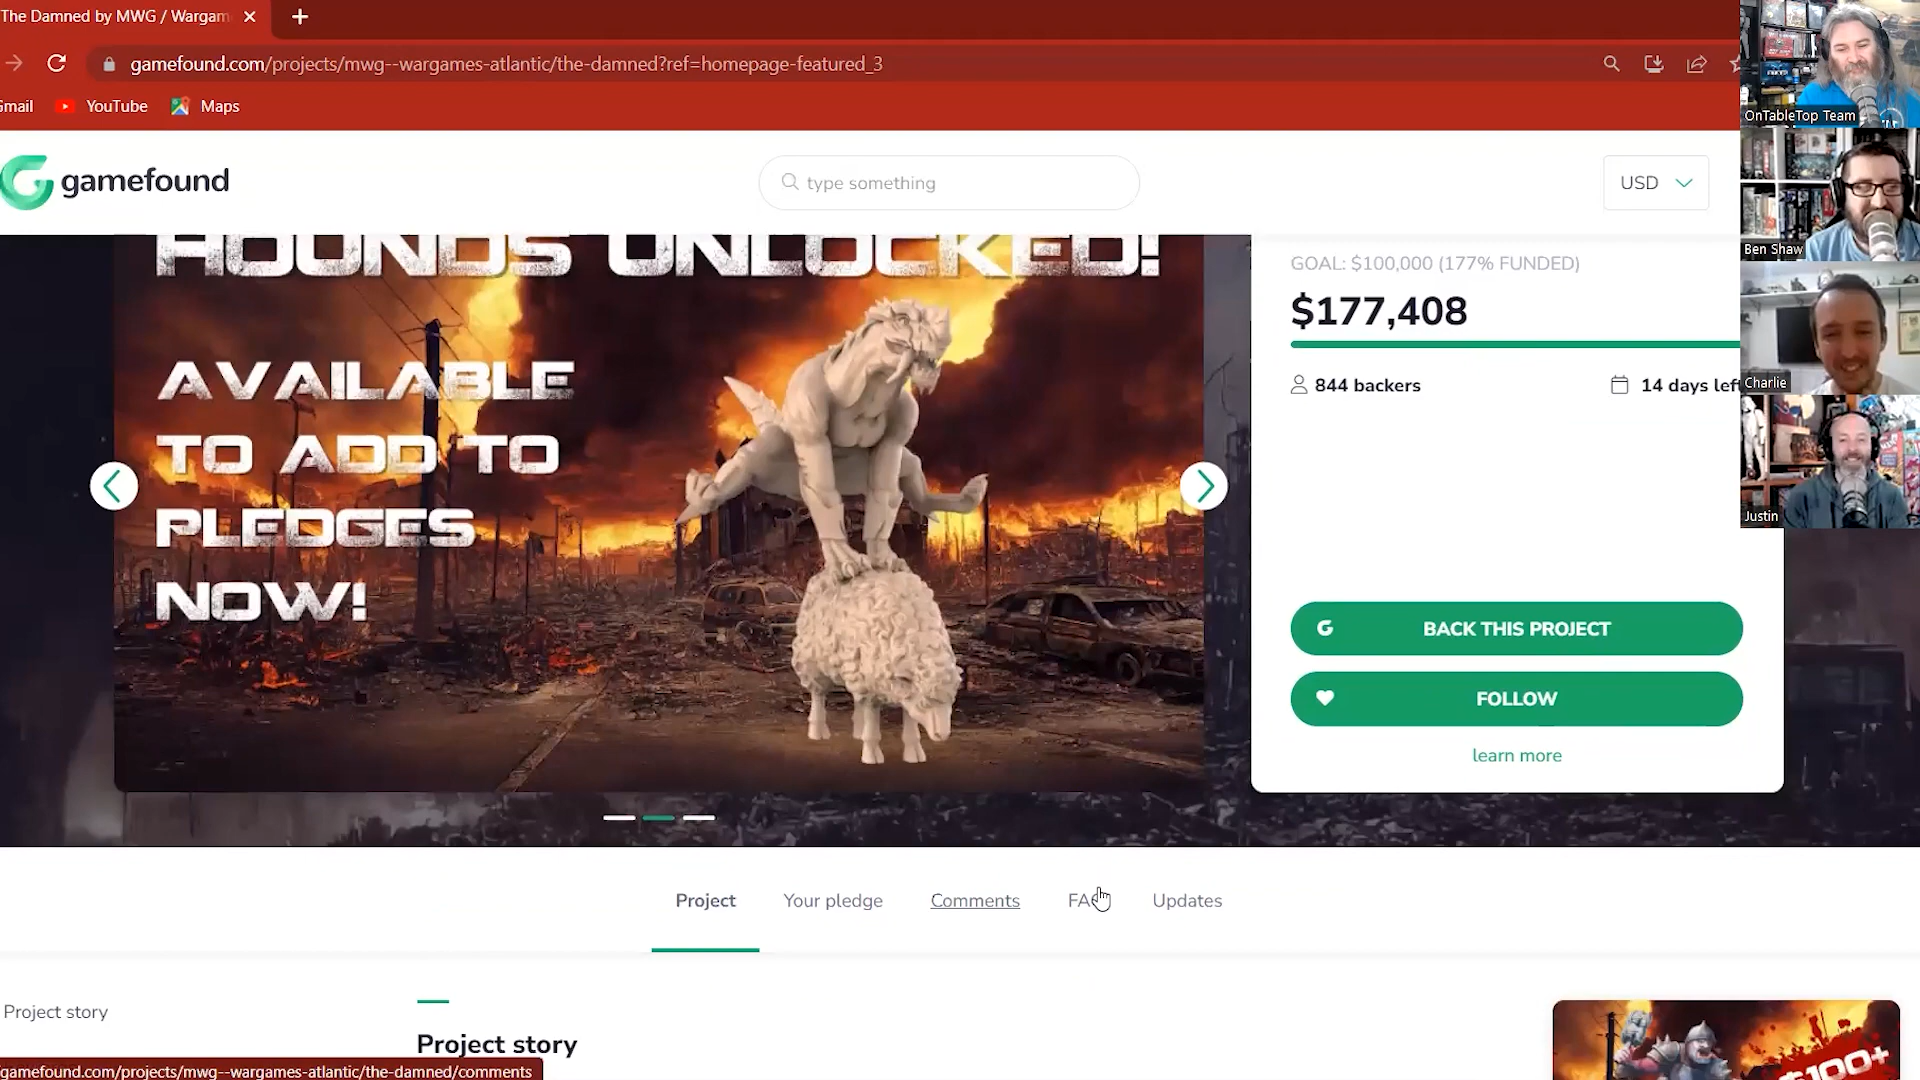 The Damned by MWG / Wargam
gamefound.com/projects/mwg--wargames-atlantic/the-damned?ref=homepage-featured_3
Gmail
YouTube
Maps
OnTableTop Team
gamefound
type something
USD
Ben Shaw
HOUNDS UNLOCKED!
AVAILABLE
TO ADD TO
PLEDGES
NOW!
GOAL: $100,000 (177% FUNDED)
$177,408
844 backers
14 days left
Charlie
Justin
BACK THIS PROJECT
FOLLOW
learn more
Project
Your pledge
Comments
FAQ
Updates
Project story
Project story
$100+
gamefound.com/projects/mwg--wargames-atlantic/the-damned/comments